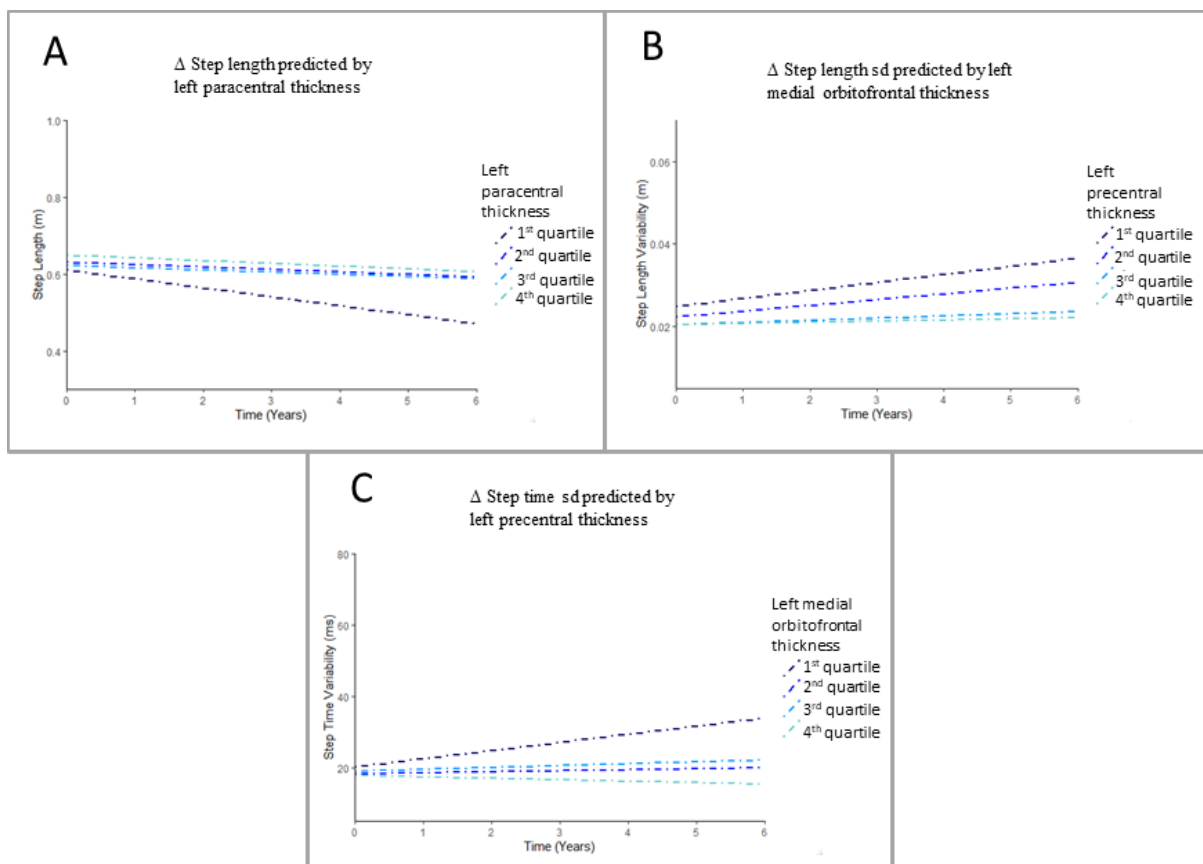 A
Δ Step length predicted by
left paracentral thickness
1.0
0.8
0.6
0.4
Step Length (m)
0 1 2 3 4 5 6
Time (Years)
Left
paracentral
thickness
1st quartile
2nd quartile
3rd quartile
4th quartile
B
Δ Step length sd predicted by left
medial orbitofrontal thickness
0.06
0.04
0.02
Step Length Variability (m)
0 1 2 3 4 5 6
Time (Years)
Left
precentral
thickness
1st quartile
2nd quartile
3rd quartile
4th quartile
C
Δ Step time sd predicted by
left precentral thickness
80
60
40
20
Step Time Variability (ms)
0 1 2 3 4 5 6
Time (Years)
Left medial
orbitofrontal
thickness
1st quartile
2nd quartile
3rd quartile
4th quartile